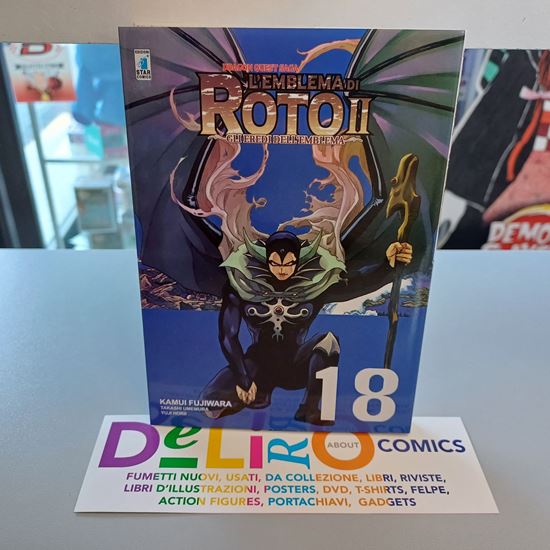 EDIZIONI
STAR
COMICS
DRAGON QUEST SAGA
L'EMBLEMA DI
ROTO II
GLI EREDI DELL'EMBLEMA
KAMUI FUJIWARA
TAKASHI UMEMURA
YUJI HORII
18
DeLiRiO
ABOUT
COMICS
FUMETTI NUOVI, USATI, DA COLLEZIONE, LIBRI, RIVISTE,
LIBRI D'ILLUSTRAZIONI, POSTERS, DVD, T-SHIRTS, FELPE,
ACTION FIGURES, PORTACHIAVI, GADGETS
DEMO